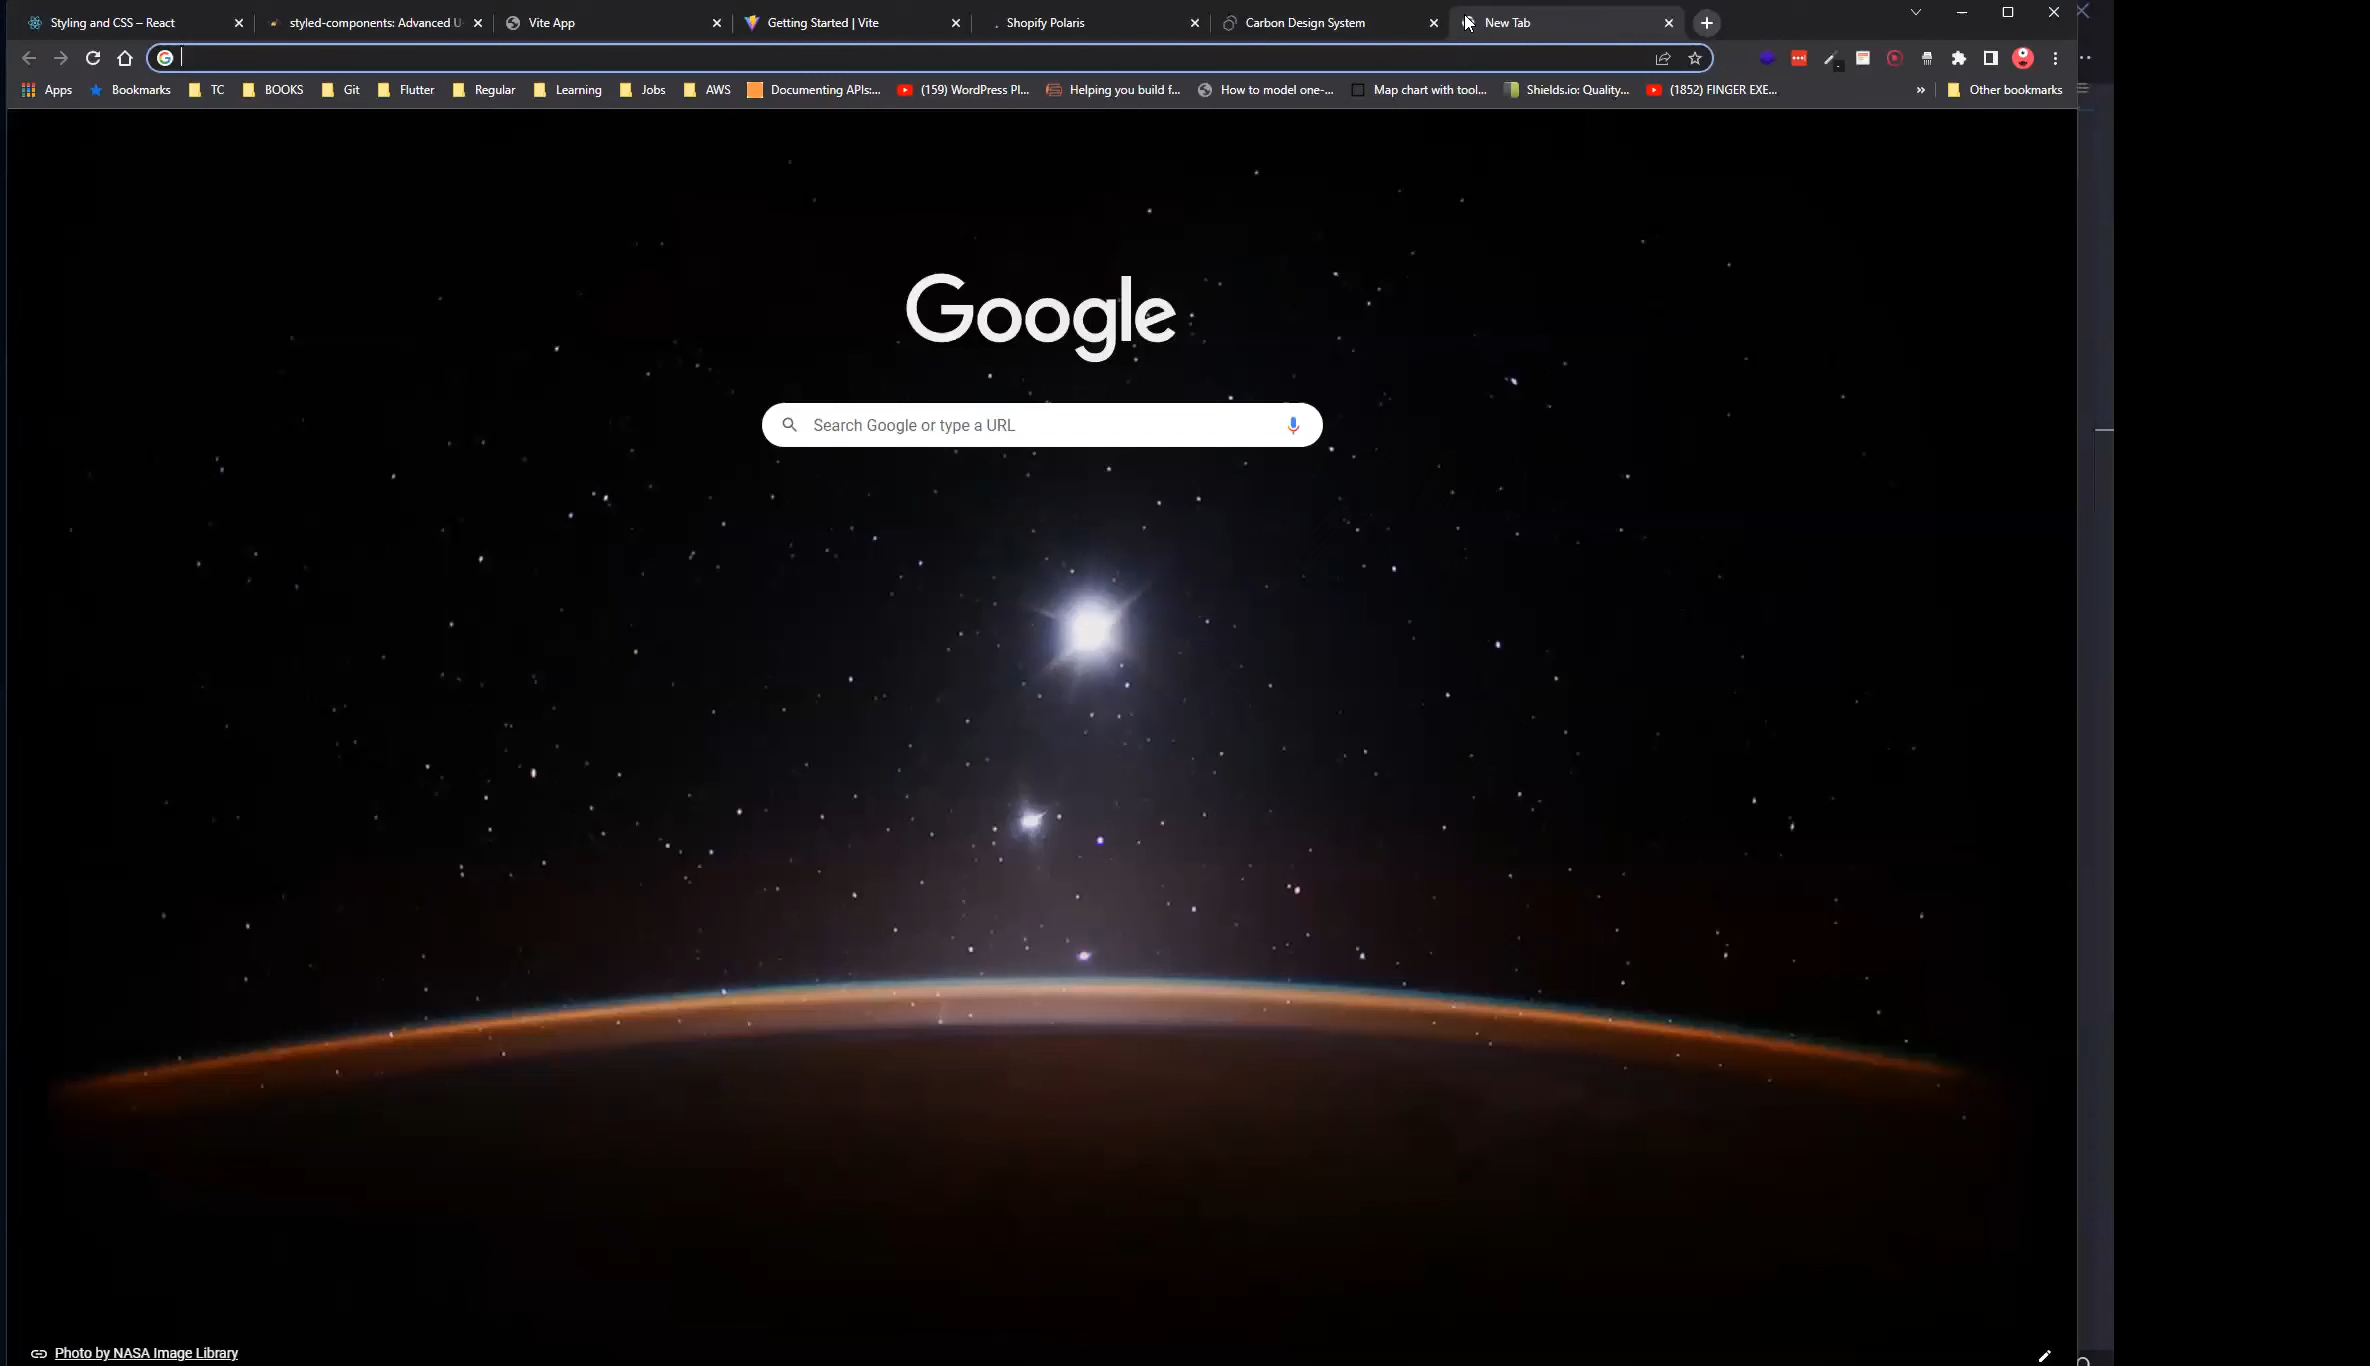 Styling and CSS – React
styled-components: Advanced U
Vite App
Getting Started | Vite
Shopify Polaris
Carbon Design System
New Tab
Apps
Bookmarks
TC
BOOKS
Git
Flutter
Regular
Learning
Jobs
AWS
Documenting APIs:...
(159) WordPress Pl...
Helping you build f...
How to model one-...
Map chart with tool...
Shields.io: Quality...
(1852) FINGER EXE...
»
Other bookmarks
Google
Search Google or type a URL
Photo by NASA Image Library